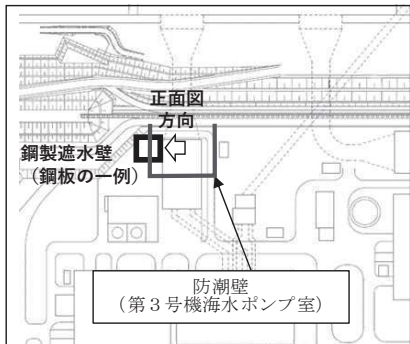 正面図
方向
鋼製遮水壁
（鋼板の一例）
防潮壁
（第３号機海水ポンプ室）